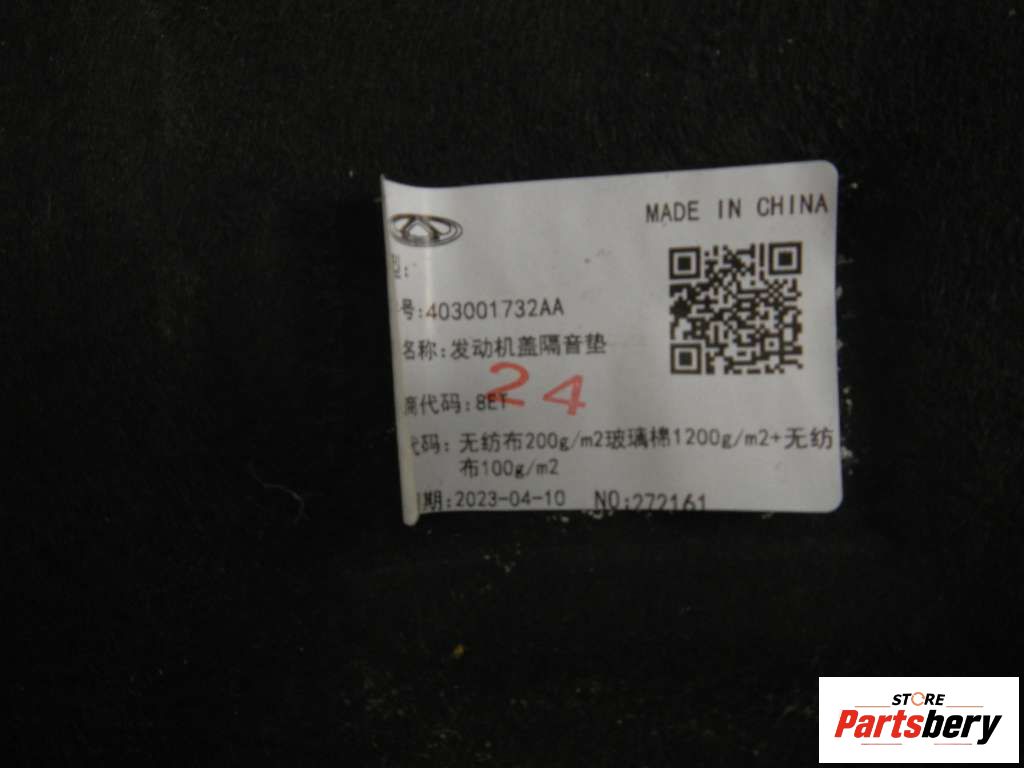 MADE IN CHINA
型:
号:403001732AA
名称:发动机盖隔音垫
24
商代码:8ET
代码: 无纺布200g/m2玻璃棉1200g/m2+无纺
布100g/m2
期:2023-04-10 NO:272161
STORE
Partsbery